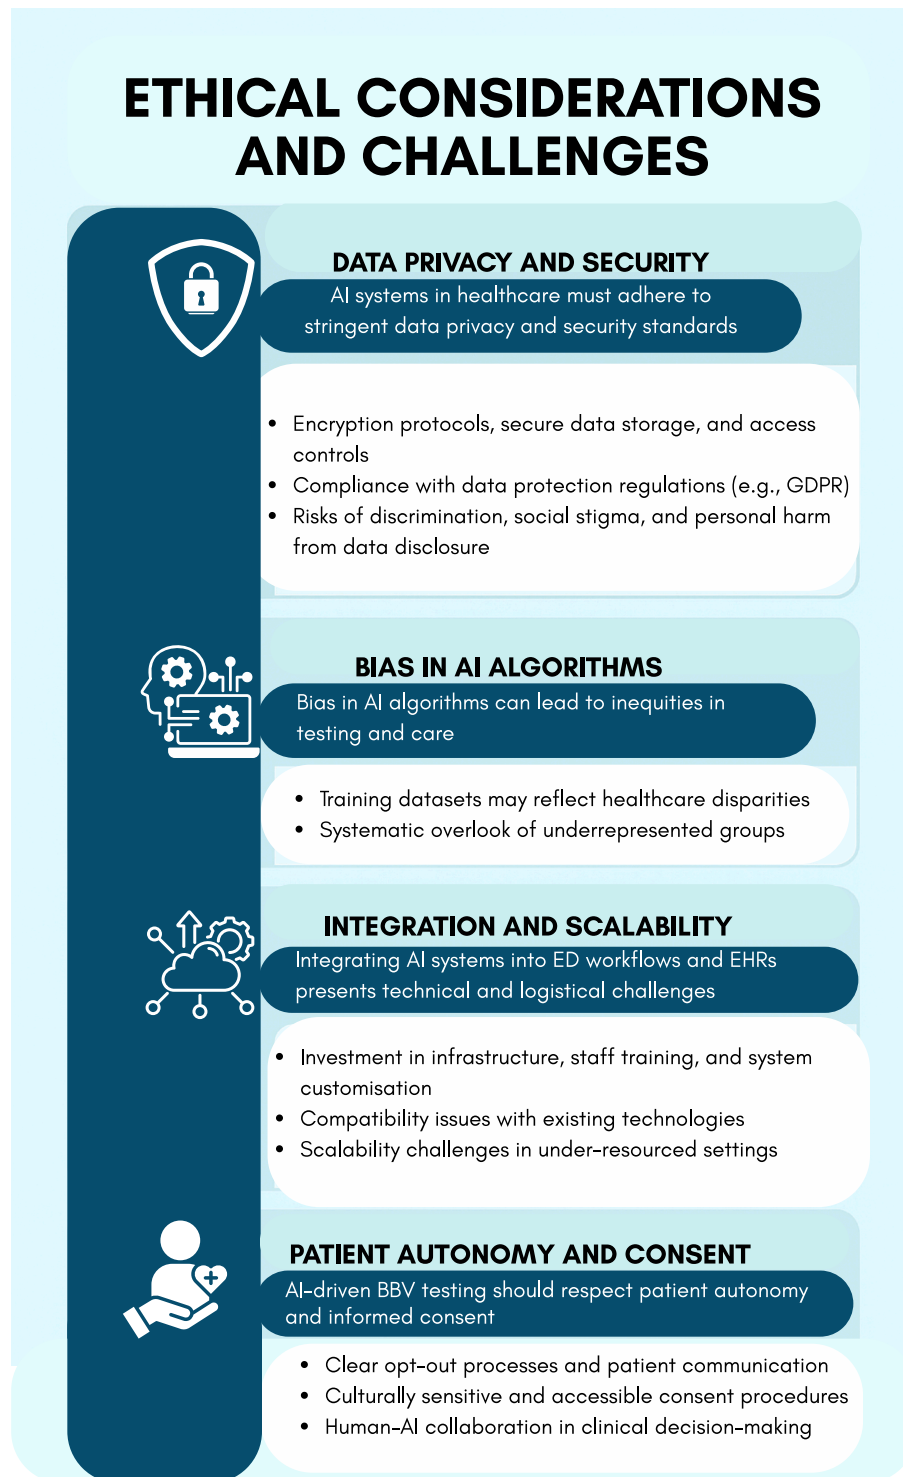 ETHICAL CONSIDERATIONS
AND CHALLENGES
DATA PRIVACY AND SECURITY
AI systems in healthcare must adhere to
stringent data privacy and security standards
• Encryption protocols, secure data storage, and access
controls
• Compliance with data protection regulations (e.g., GDPR)
• Risks of discrimination, social stigma, and personal harm
from data disclosure
BIAS IN AI ALGORITHMS
Bias in AI algorithms can lead to inequities in
testing and care
• Training datasets may reflect healthcare disparities
• Systematic overlook of underrepresented groups
INTEGRATION AND SCALABILITY
Integrating AI systems into ED workflows and EHRs
presents technical and logistical challenges
• Investment in infrastructure, staff training, and system
customisation
• Compatibility issues with existing technologies
• Scalability challenges in under-resourced settings
PATIENT AUTONOMY AND CONSENT
AI-driven BBV testing should respect patient autonomy
and informed consent
• Clear opt-out processes and patient communication
• Culturally sensitive and accessible consent procedures
• Human-AI collaboration in clinical decision-making